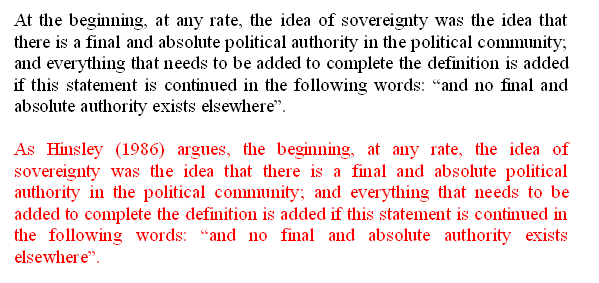 At the beginning, at any rate, the idea of sovereignty was the idea that
there is a final and absolute political authority in the political community;
and everything that needs to be added to complete the definition is added
if this statement is continued in the following words: “and no final and
absolute authority exists elsewhere”.
As Hinsley (1986) argues, the beginning, at any rate, the idea of
sovereignty was the idea that there is a final and absolute political
authority in the political community; and everything that needs to be
added to complete the definition is added if this statement is continued in
the following words: “and no final and absolute authority exists
elsewhere”.